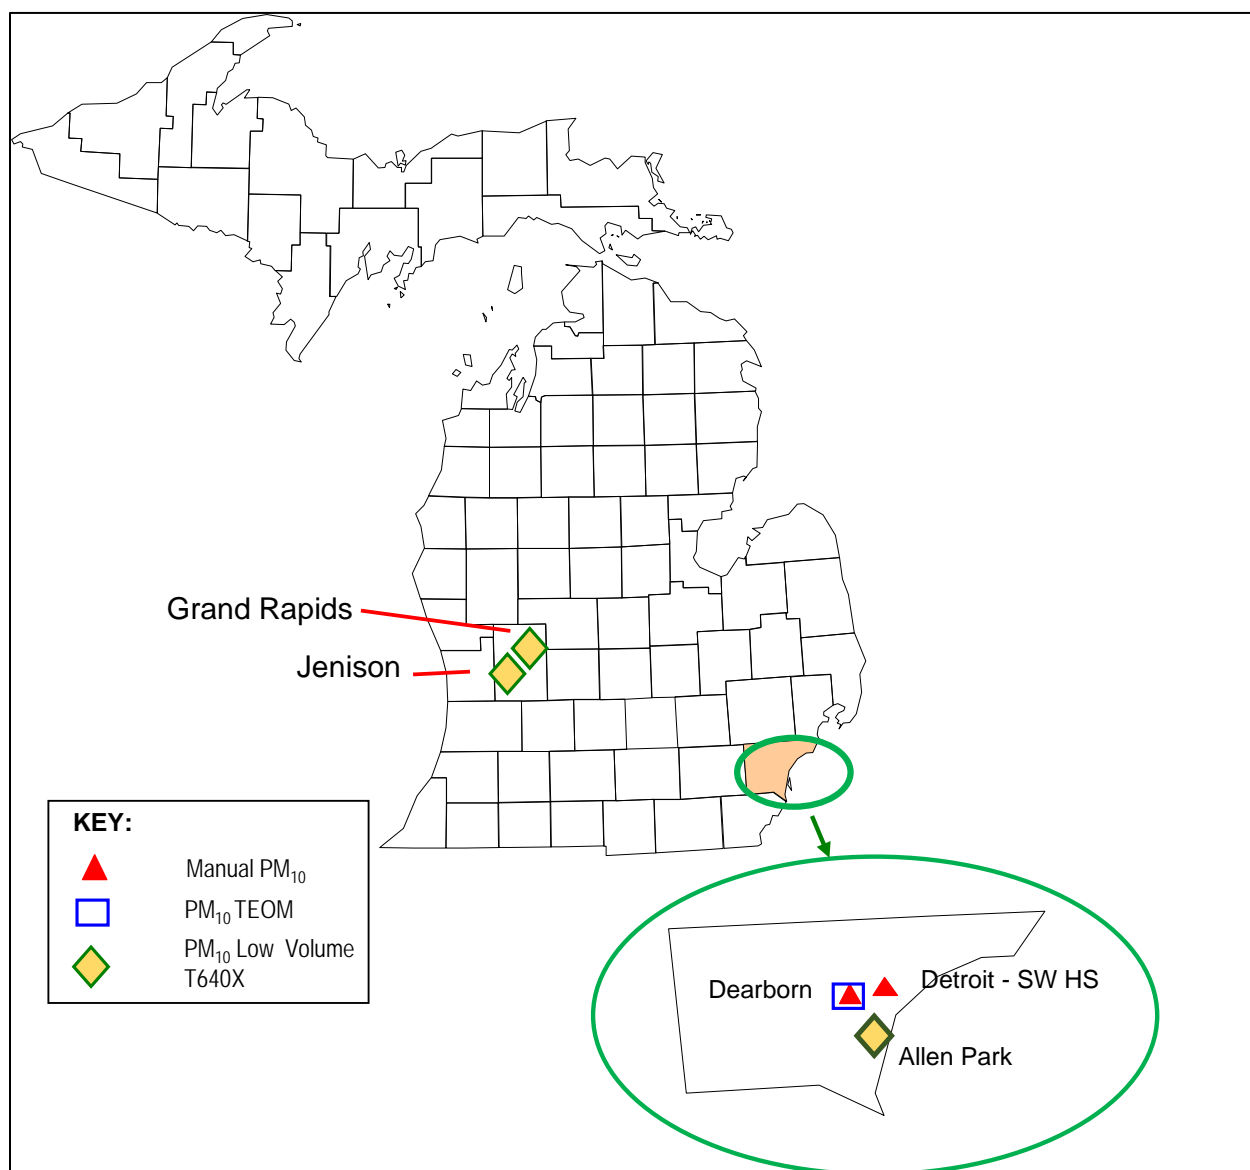 Grand Rapids
Jenison
KEY:
Manual PM10
PM10 TEOM
PM10 Low Volume
T640X
Dearborn
Detroit - SW HS
Allen Park